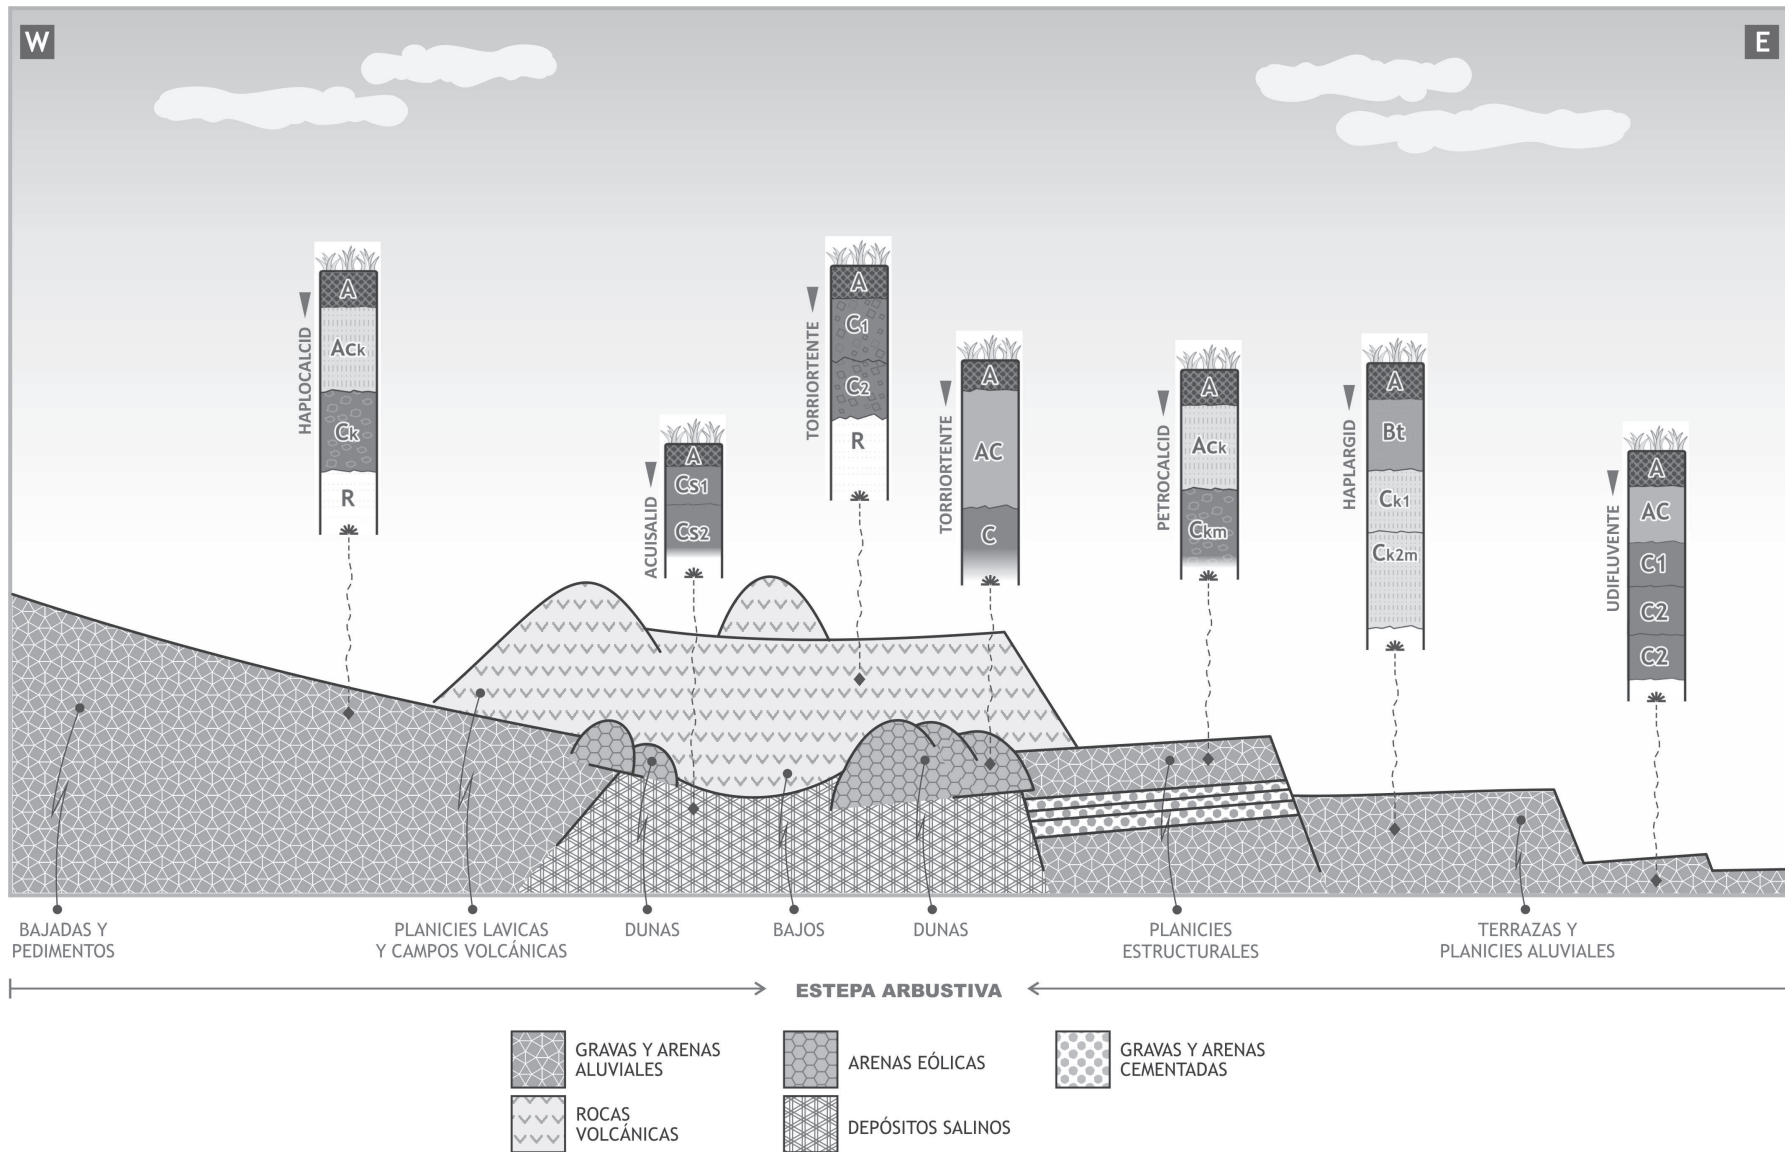 W
E
HAPLOCALCID
A
ACk
Ck
R
ACUISALID
A
CS1
CS2
TORRIORTENTE
A
C1
C2
R
TORRIORTENTE
A
AC
C
PETROCALCID
A
ACk
Ckm
HAPLARGID
A
Bt
Ck1
Ck2m
UDIFLUVENTE
A
AC
C1
C2
C2
BAJADAS Y
PEDIMENTOS
PLANICIES LAVICAS
Y CAMPOS VOLCÁNICAS
DUNAS
BAJOS
DUNAS
PLANICIES
ESTRUCTURALES
TERRAZAS Y
PLANICIES ALUVIALES
ESTEPA ARBUSTIVA
GRAVAS Y ARENAS
ALUVIALES
ARENAS EÓLICAS
GRAVAS Y ARENAS
CEMENTADAS
ROCAS
VOLCÁNICAS
DEPÓSITOS SALINOS